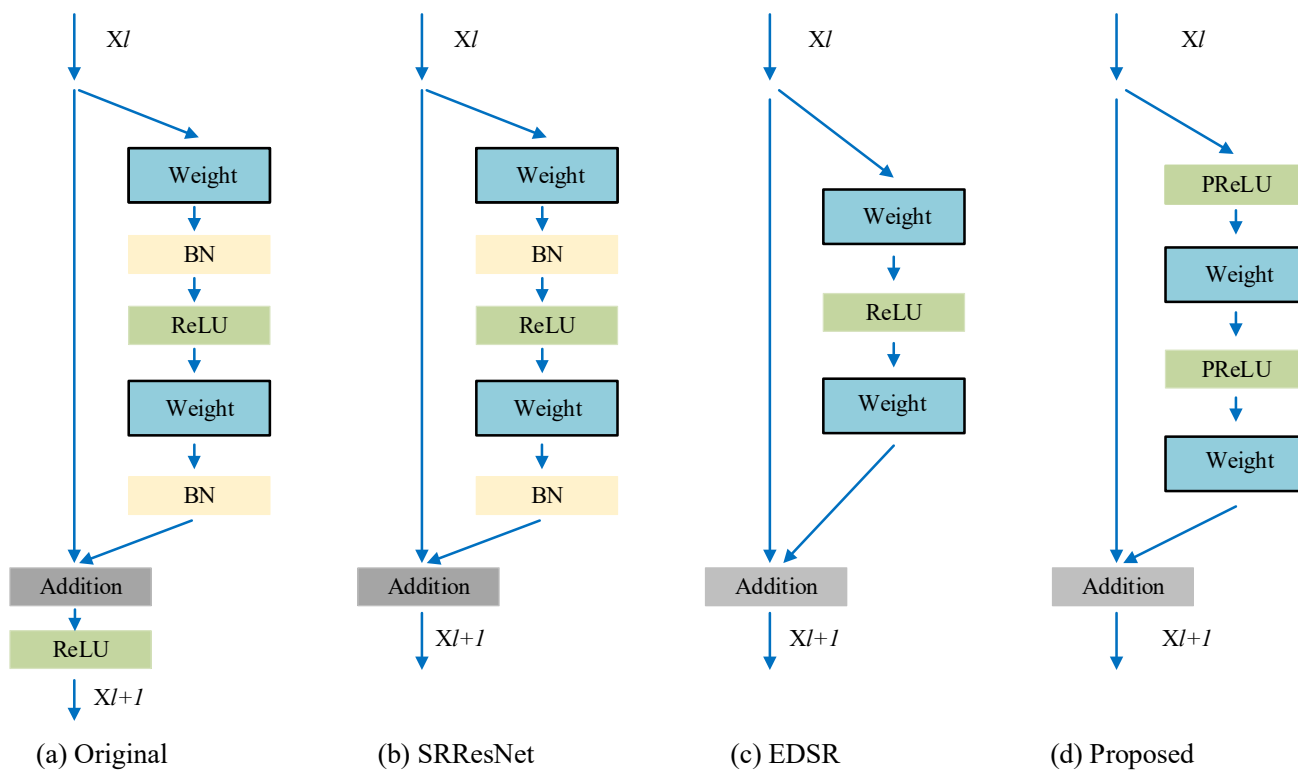 Xl
Weight
BN
ReLU
Weight
BN
Addition
ReLU
Xl+1
(a) Original
Xl
Weight
BN
ReLU
Weight
BN
Addition
Xl+1
(b) SRResNet
Xl
Weight
ReLU
Weight
Addition
Xl+1
(c) EDSR
Xl
PReLU
Weight
PReLU
Weight
Addition
Xl+1
(d) Proposed